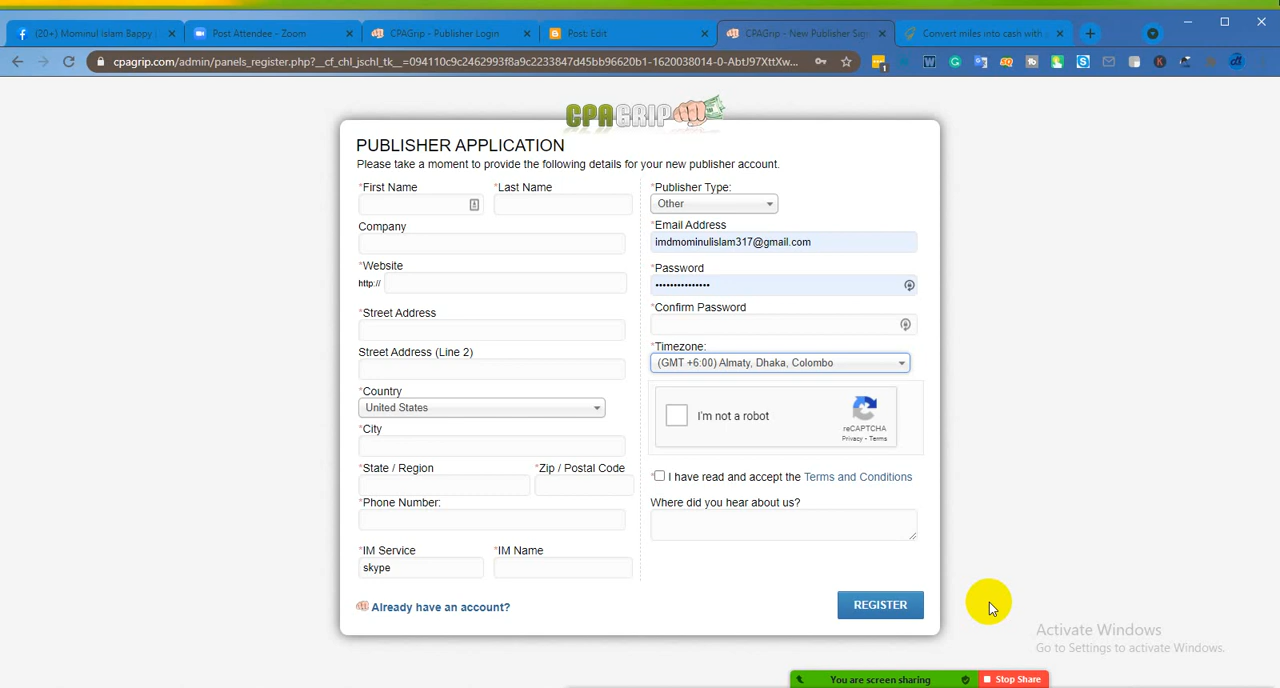 (20+) Mominul Islam Bappy
Post Attendee - Zoom
CPAGrip - Publisher Login
Post: Edit
CPAGrip - New Publisher Sig
Convert miles into cash with
cpagrip.com/admin/panels_register.php?__cf_chl_jschl_tk__=094110c9c2462993f8a9c2233847d45bb96620b1-1620038014-0-AbtJ97XttXw...
CPAGRIP
PUBLISHER APPLICATION
Please take a moment to provide the following details for your new publisher account.
*First Name
*Last Name
Company
*Website
http://
*Street Address
Street Address (Line 2)
*Country
United States
*City
*State / Region
*Zip / Postal Code
*Phone Number:
*IM Service
*IM Name
skype
Already have an account?
*Publisher Type:
Other
*Email Address
imdmominulislam317@gmail.com
*Password
•••••••••••••••
*Confirm Password
*Timezone:
(GMT +6:00) Almaty, Dhaka, Colombo
I'm not a robot
reCAPTCHA
Privacy - Terms
*I have read and accept the Terms and Conditions
Where did you hear about us?
REGISTER
Activate Windows
Go to Settings to activate Windows.
You are screen sharing
Stop Share